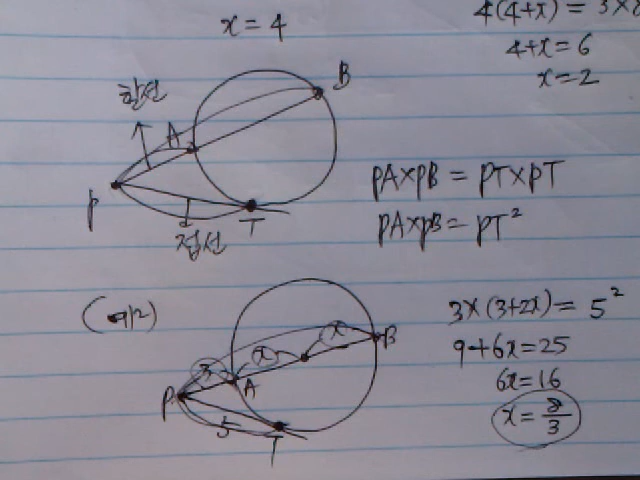 x=4
4(4+x) = 3×8
4+x=6
x=2
할선
A
B
P
T
접선
PA×PB = PT×PT
PA×PB = PT²
(예2)
3
A
x
x
B
P
5
T
3×(3+2x) = 5²
9+6x=25
6x=16
x=8/3